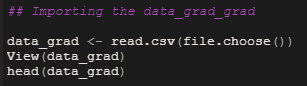 ## Importing the data_grad_grad
data_grad <- read.csv(file.choose())
View(data_grad)
head(data_grad)